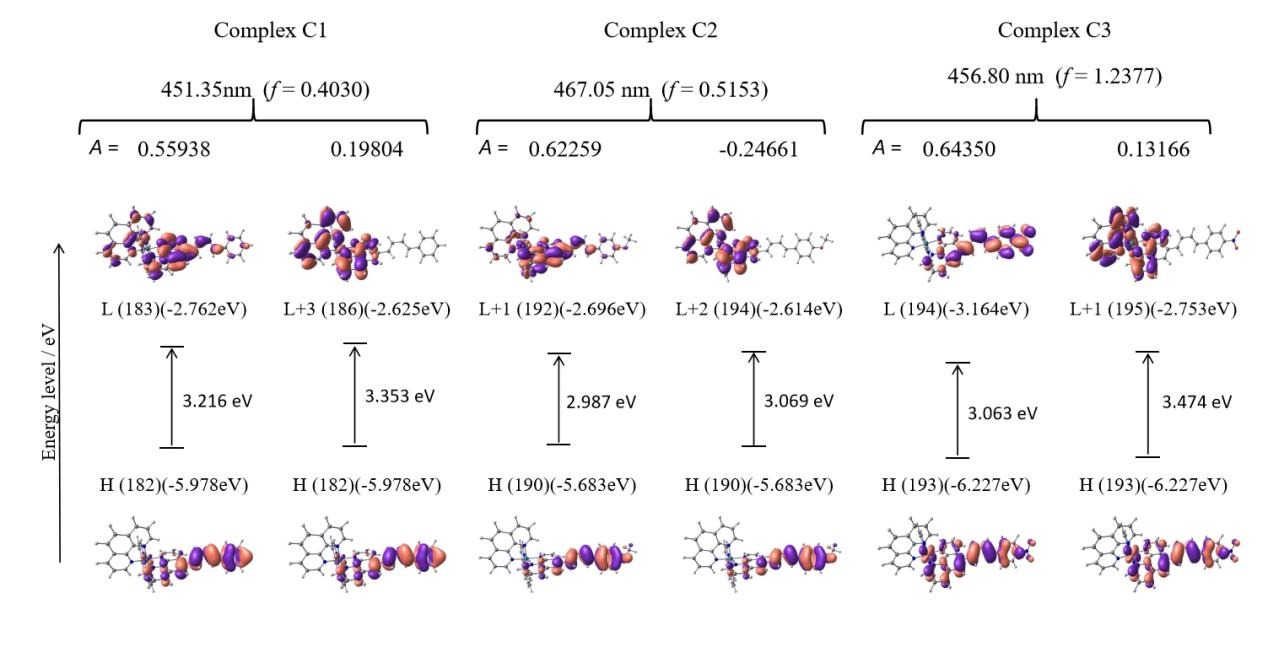 Complex C1 Complex C2 Complex C3
451.35nm (f = 0.4030) 467.05 nm (f = 0.5153) 456.80 nm (f = 1.2377)
A = 0.55938 0.19804 A = 0.62259 -0.24661 A = 0.64350 0.13166
L (183)(-2.762eV) L+3 (186)(-2.625eV) L+1 (192)(-2.696eV) L+2 (194)(-2.614eV) L (194)(-3.164eV) L+1 (195)(-2.753eV)
Energy level / eV
3.216 eV 3.353 eV 2.987 eV 3.069 eV 3.063 eV 3.474 eV
H (182)(-5.978eV) H (182)(-5.978eV) H (190)(-5.683eV) H (190)(-5.683eV) H (193)(-6.227eV) H (193)(-6.227eV)